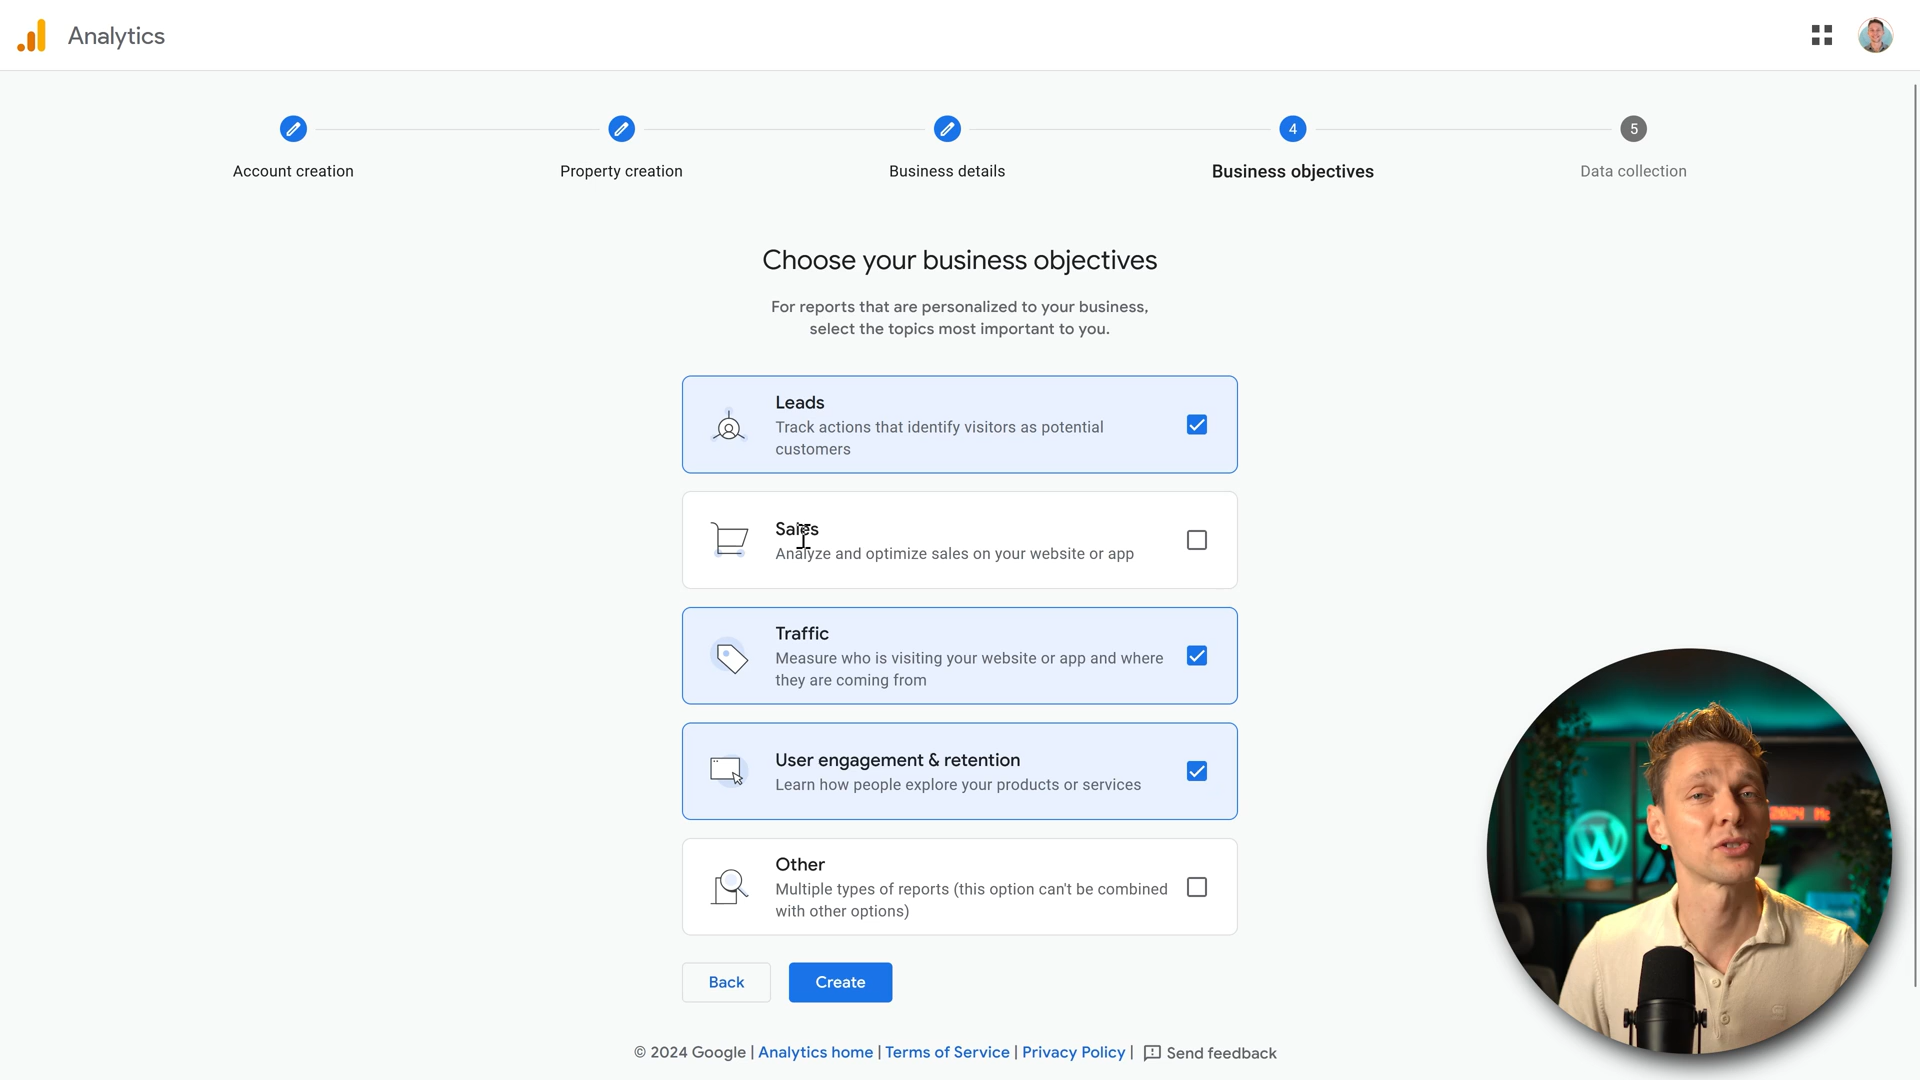 Analytics
4
5
Account creation
Property creation
Business details
Business objectives
Data collection
Choose your business objectives
For reports that are personalized to your business,
select the topics most important to you.
Leads
Track actions that identify visitors as potential
customers
Sales
Analyze and optimize sales on your website or app
Traffic
Measure who is visiting your website or app and where
they are coming from
User engagement & retention
Learn how people explore your products or services
Other
Multiple types of reports (this option can't be combined
with other options)
Back
Create
© 2024 Google | Analytics home | Terms of Service | Privacy Policy | Send feedback